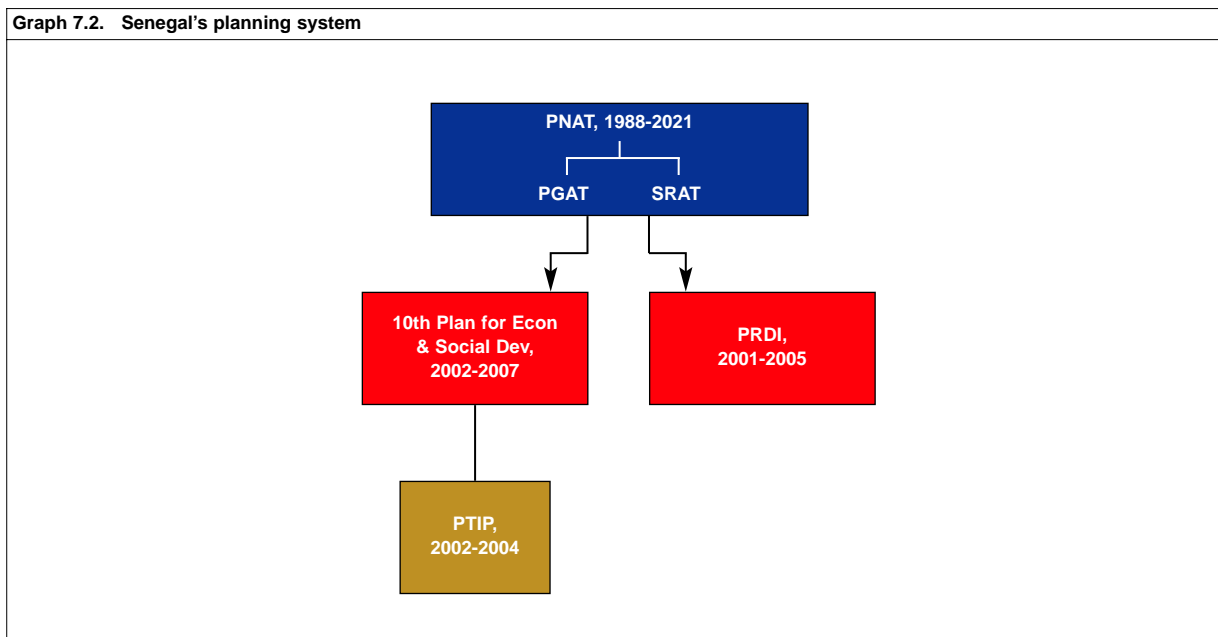 Graph 7.2. Senegal's planning system
PNAT, 1988-2021
PGAT SRAT
10th Plan for Econ
& Social Dev,
2002-2007
PRDI,
2001-2005
PTIP,
2002-2004